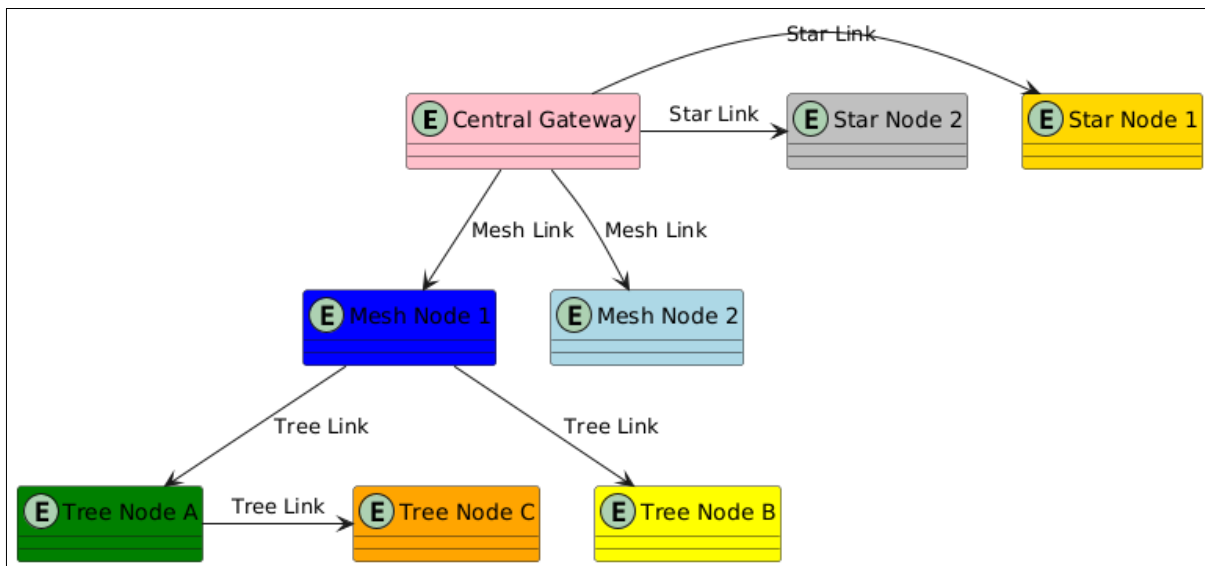 Star Link
E Central Gateway
Star Link
E Star Node 2
E Star Node 1
Mesh Link
Mesh Link
E Mesh Node 1
E Mesh Node 2
Tree Link
Tree Link
E Tree Node A
Tree Link
E Tree Node C
E Tree Node B